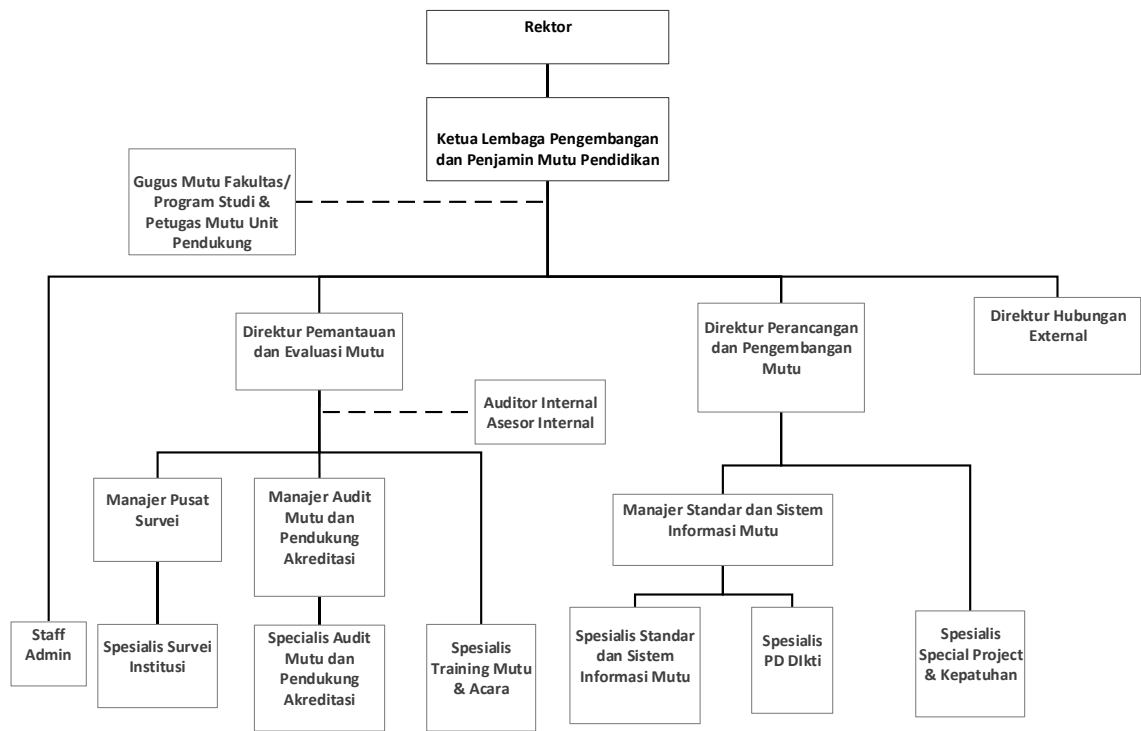 Rektor
Ketua Lembaga Pengembangan
dan Penjamin Mutu Pendidikan
Gugus Mutu Fakultas/
Program Studi &
Petugas Mutu Unit
Pendukung
Direktur Pemantauan
dan Evaluasi Mutu
Direktur Perancangan
dan Pengembangan
Mutu
Direktur Hubungan
External
Auditor Internal
Asesor Internal
Manajer Pusat
Survei
Manajer Audit
Mutu dan
Pendukung
Akreditasi
Manajer Standar dan Sistem
Informasi Mutu
Staff
Admin
Spesialis Survei
Institusi
Specialis Audit
Mutu dan
Pendukung
Akreditasi
Spesialis
Training Mutu
& Acara
Spesialis Standar
dan Sistem
Informasi Mutu
Spesialis
PD DIkti
Spesialis
Special Project
& Kepatuhan